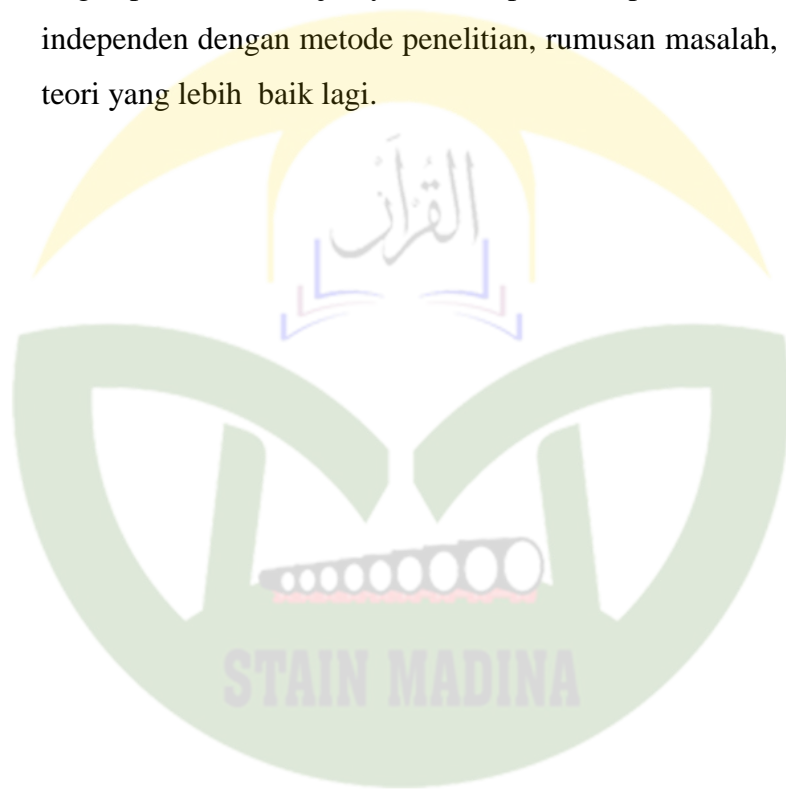 independen dengan metode penelitian, rumusan masalah,
teori yang lebih baik lagi.
القرآن
STAIN MADINA